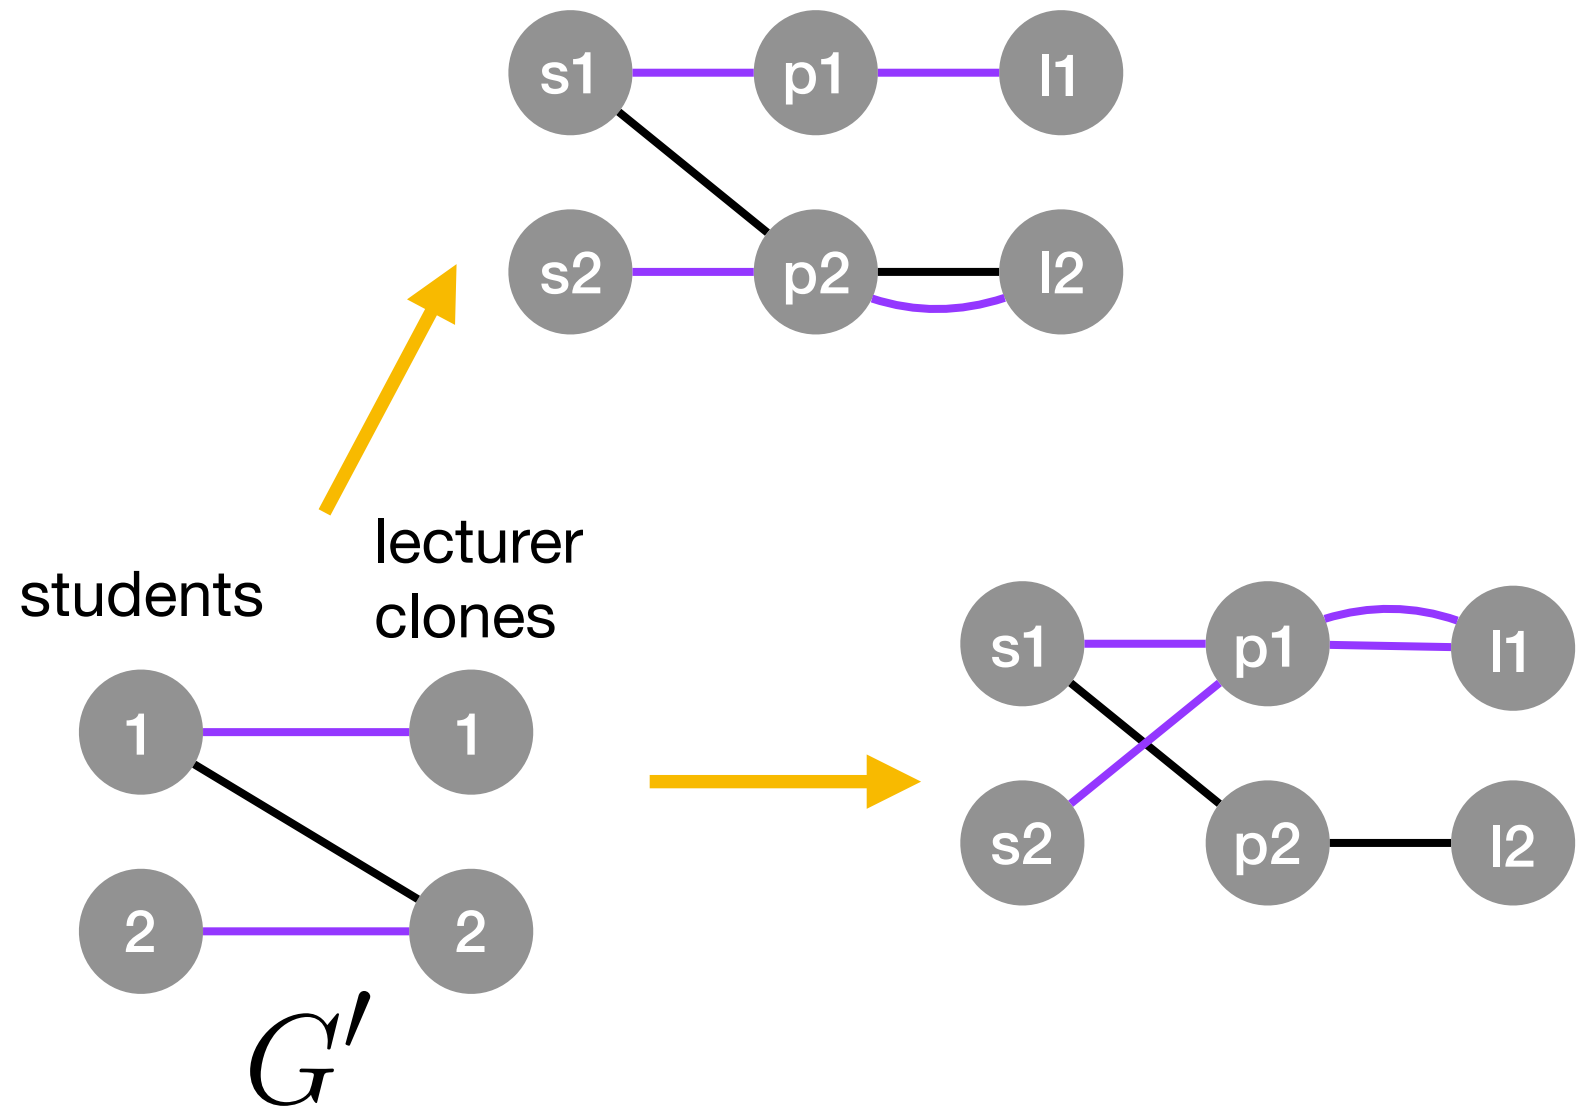 s1 p1 l1
s2 p2 l2
students
lecturer
clones
1 1
2 2
G′
s1 p1 l1
s2 p2 l2